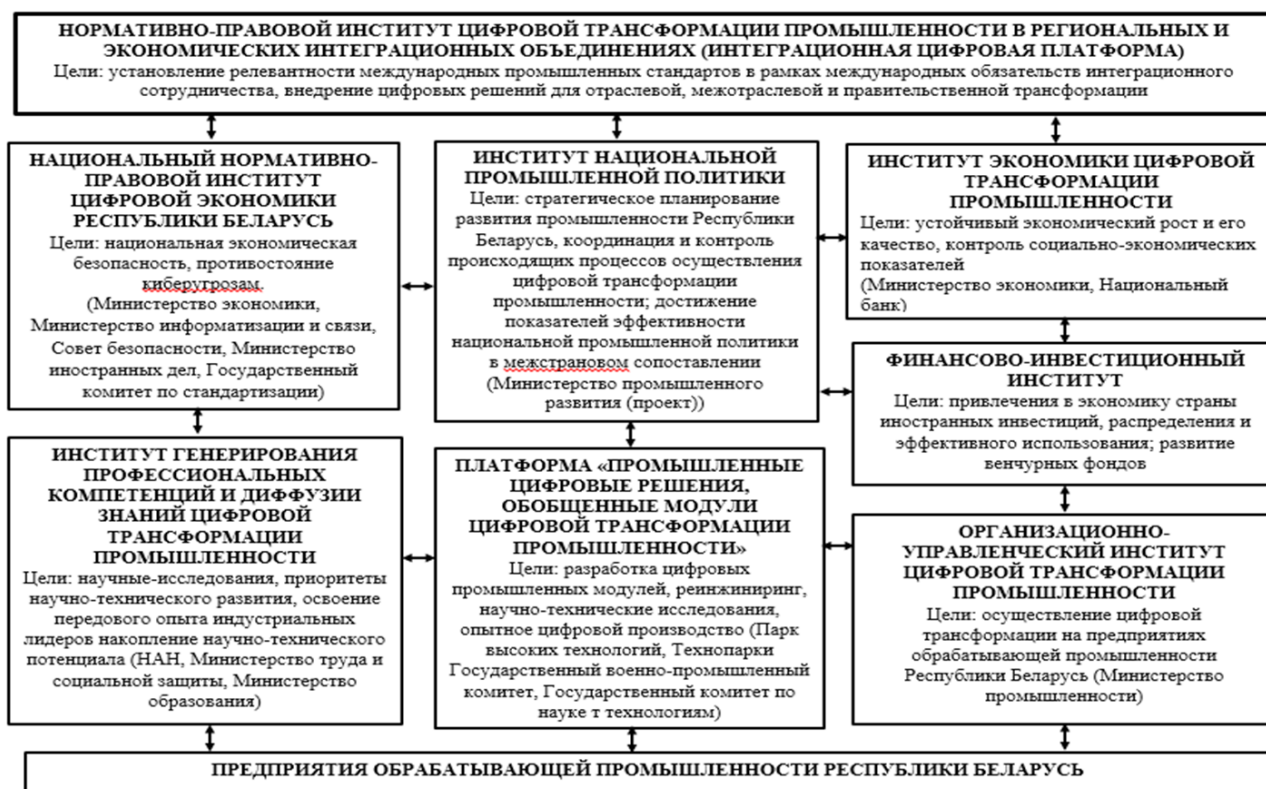 НОРМАТИВНО-ПРАВОВОЙ ИНСТИТУТ ЦИФРОВОЙ ТРАНСФОРМАЦИИ ПРОМЫШЛЕННОСТИ В РЕГИОНАЛЬНЫХ И
ЭКОНОМИЧЕСКИХ ИНТЕГРАЦИОННЫХ ОБЪЕДИНЕНИЯХ (ИНТЕГРАЦИОННАЯ ЦИФРОВАЯ ПЛАТФОРМА)
Цели: установление релевантности международных промышленных стандартов в рамках международных обязательств интеграционного
сотрудничества, внедрение цифровых решений для отраслевой, межотраслевой и правительственной трансформации
НАЦИОНАЛЬНЫЙ НОРМАТИВНО-
ПРАВОВОЙ ИНСТИТУТ
ЦИФРОВОЙ ЭКОНОМИКИ
РЕСПУБЛИКИ БЕЛАРУСЬ
Цели: национальная экономическая
безопасность, противостояние
киберугрозам.
(Министерство экономики,
Министерство информатизации и связи,
Совет безопасности, Министерство
иностранных дел, Государственный
комитет по стандартизации)
ИНСТИТУТ НАЦИОНАЛЬНОЙ
ПРОМЫШЛЕННОЙ ПОЛИТИКИ
Цели: стратегическое планирование
развития промышленности Республики
Беларусь, координация и контроль
происходящих процессов осуществления
цифровой трансформации
промышленности; достижение
показателей эффективности
национальной промышленной политики
в межстрановом сопоставлении
(Министерство промышленного
развития (проект))
ИНСТИТУТ ЭКОНОМИКИ ЦИФРОВОЙ
ТРАНСФОРМАЦИИ
ПРОМЫШЛЕННОСТИ
Цели: устойчивый экономический рост и его
качество, контроль социально-экономических
показателей
(Министерство экономики, Национальный
банк)
ФИНАНСОВО-ИНВЕСТИЦИОННЫЙ
ИНСТИТУТ
Цели: привлечения в экономику страны
иностранных инвестиций, распределения и
эффективного использования; развитие
венчурных фондов
ИНСТИТУТ ГЕНЕРИРОВАНИЯ
ПРОФЕССИОНАЛЬНЫХ
КОМПЕТЕНЦИЙ И ДИФФУЗИИ
ЗНАНИЙ ЦИФРОВОЙ
ТРАНСФОРМАЦИИ
ПРОМЫШЛЕННОСТИ
Цели: научные-исследования, приоритеты
научно-технического развития, освоение
передового опыта индустриальных
лидеров накопление научно-технического
потенциала (НАН, Министерство труда и
социальной защиты, Министерство
образования)
ПЛАТФОРМА «ПРОМЫШЛЕННЫЕ
ЦИФРОВЫЕ РЕШЕНИЯ,
ОБОБЩЕННЫЕ МОДУЛИ
ЦИФРОВОЙ ТРАНСФОРМАЦИИ
ПРОМЫШЛЕННОСТИ»
Цели: разработка цифровых
промышленных модулей, реинжиниринг,
научно-технические исследования,
опытное цифровой производство (Парк
высоких технологий, Технопарки
Государственный военно-промышленный
комитет, Государственный комитет по
науке т технологиям)
ОРГАНИЗАЦИОННО-
УПРАВЛЕНЧЕСКИЙ ИНСТИТУТ
ЦИФРОВОЙ ТРАНСФОРМАЦИИ
ПРОМЫШЛЕННОСТИ
Цели: осуществление цифровой
трансформации на предприятиях
обрабатывающей промышленности
Республики Беларусь (Министерство
промышленности)
ПРЕДПРИЯТИЯ ОБРАБАТЫВАЮЩЕЙ ПРОМЫШЛЕННОСТИ РЕСПУБЛИКИ БЕЛАРУСЬ